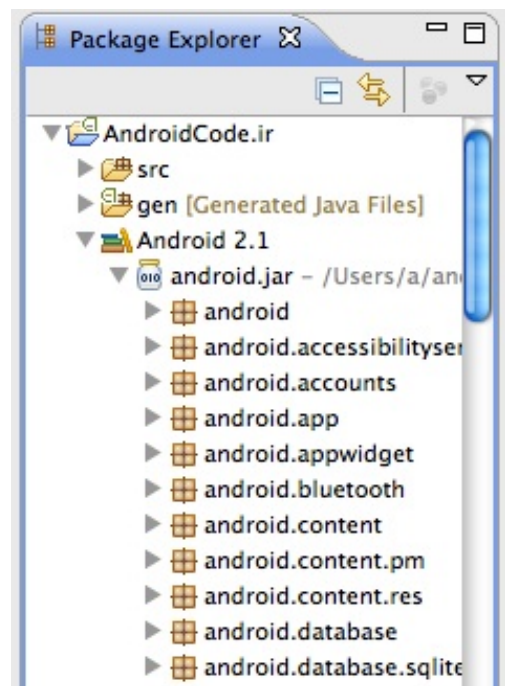 Package Explorer
AndroidCode.ir
src
gen [Generated Java Files]
Android 2.1
android.jar – /Users/a/an
android
android.accessibilityser
android.accounts
android.app
android.appwidget
android.bluetooth
android.content
android.content.pm
android.content.res
android.database
android.database.sqlite